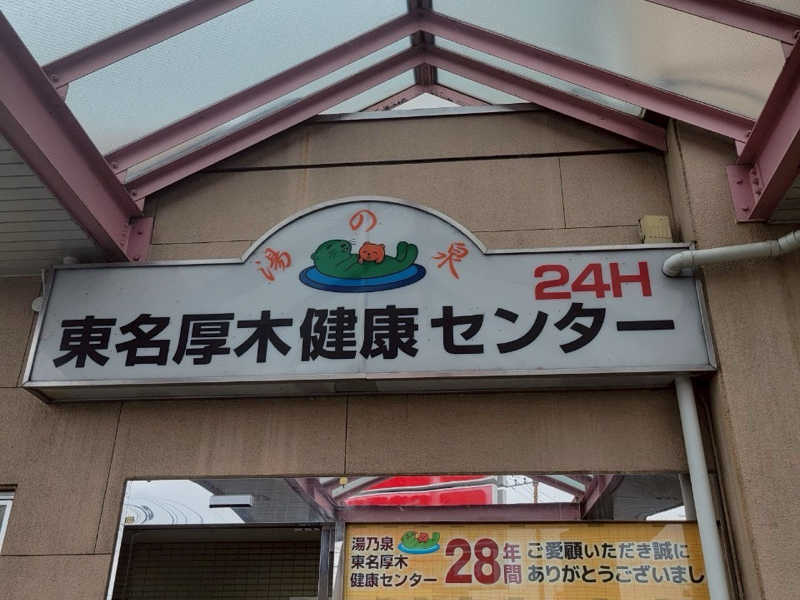 湯の泉
24H
東名厚木健康センター
湯乃泉
東名厚木
健康センター
28年間
ご愛顧いただき誠に
ありがとうございまし